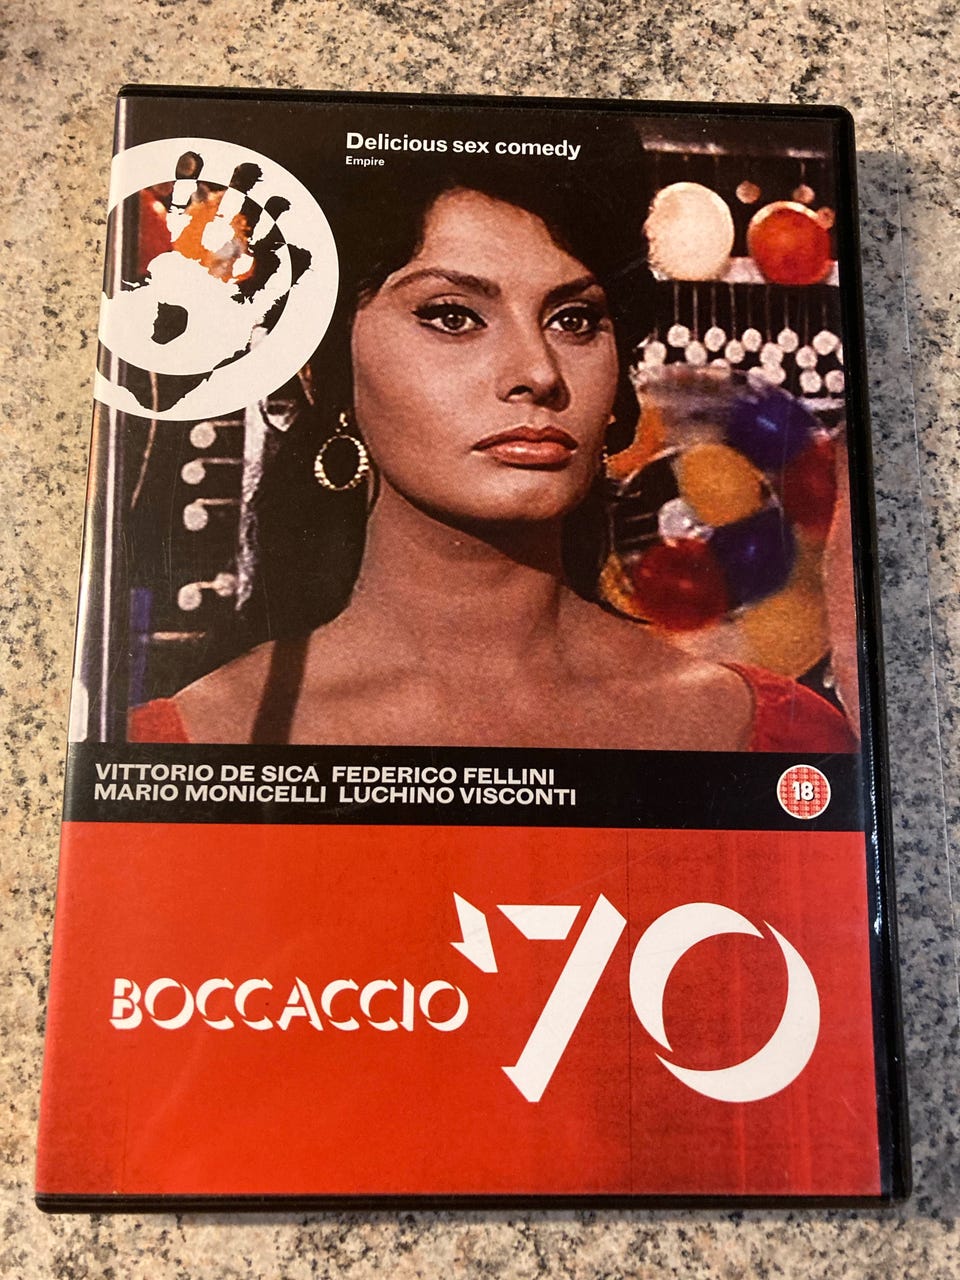 Delicious sex comedy
Empire
VITTORIO DE SICA FEDERICO FELLINI
MARIO MONICELLI LUCHINO VISCONTI
18
BOCCACCIO '70